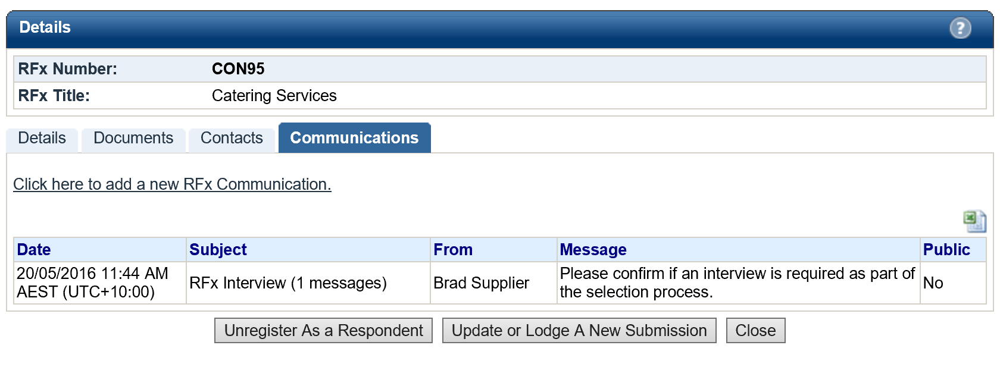 Details
?
RFx Number: CON95
RFx Title: Catering Services
Details Documents Contacts Communications
Click here to add a new RFx Communication.
Date Subject From Message Public
20/05/2016 11:44 AM
AEST (UTC+10:00)
RFx Interview (1 messages)
Brad Supplier
Please confirm if an interview is required as part of
the selection process.
No
Unregister As a Respondent Update or Lodge A New Submission Close